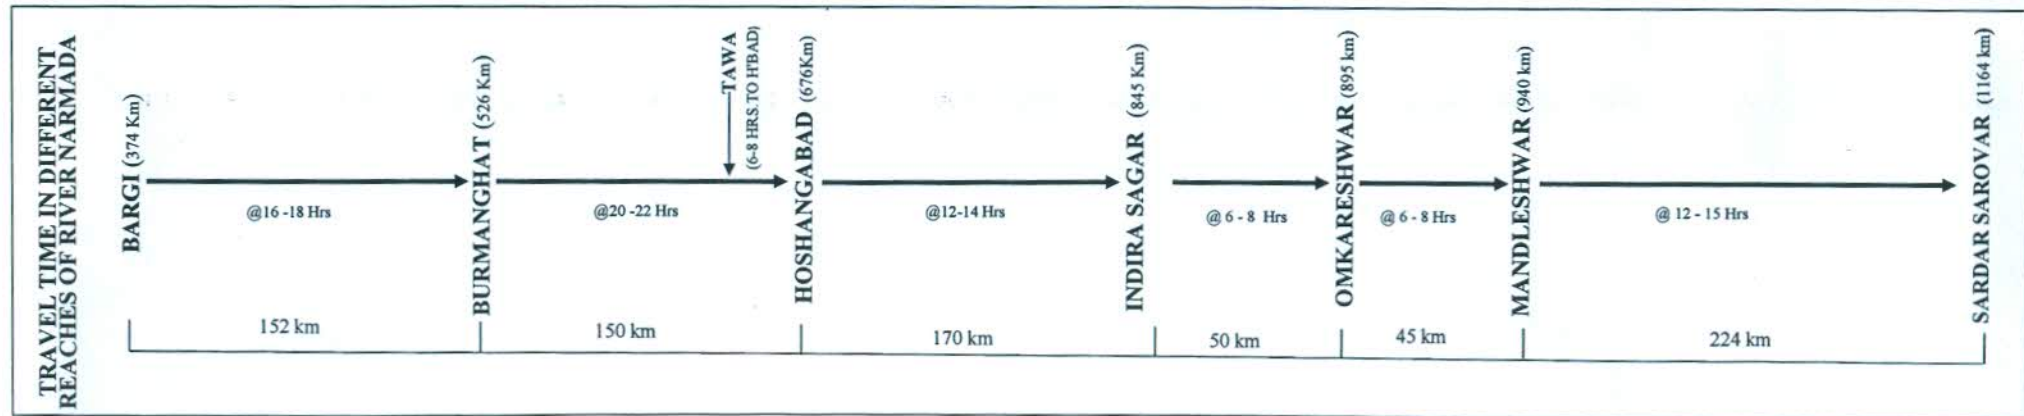 TRAVEL TIME IN DIFFERENT
REACHES OF RIVER NARMADA
BARGI (374 Km)
@16 -18 Hrs
BURMANGHAT (526 Km)
@20 -22 Hrs
TAWA
(6-8 HRS.TO H'BAD)
HOSHANGABAD (676Km)
@12-14 Hrs
INDIRA SAGAR (845 Km)
@ 6 - 8 Hrs
OMKARESHWAR (895 km)
@ 6 - 8 Hrs
MANDLESHWAR (940 km)
@ 12 - 15 Hrs
SARDAR SAROVAR (1164 km)
152 km
150 km
170 km
50 km
45 km
224 km